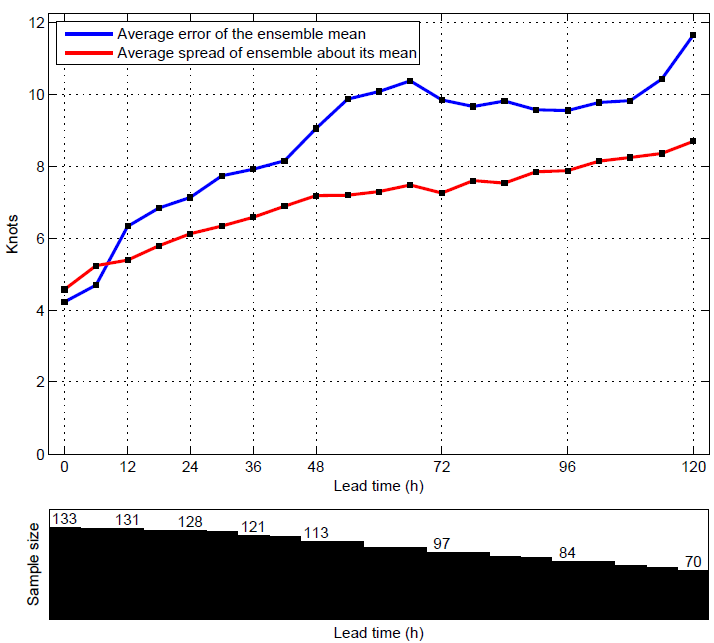 Average error of the ensemble mean
Average spread of ensemble about its mean
12
10
8
6
4
2
0
Knots
0 12 24 36 48 72 96 120
Lead time (h)
133 131 128 121 113 97 84 70
Sample size
Lead time (h)